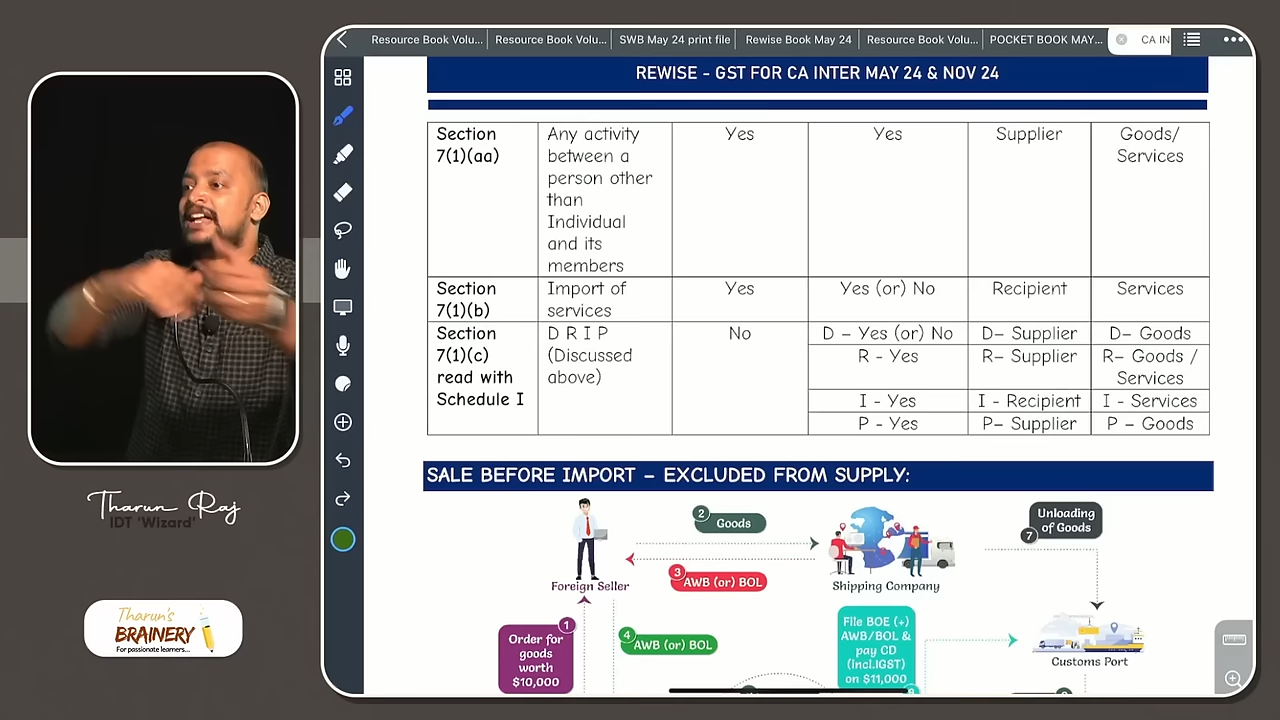 Resource Book Volu...
Resource Book Volu...
SWB May 24 print file
Rewise Book May 24
Resource Book Volu...
POCKET BOOK MAY...
CA IN
REWISE - GST FOR CA INTER MAY 24 & NOV 24
Section
7(1)(aa)
Any activity
between a
person other
than
Individual
and its
members
Yes
Yes
Supplier
Goods/
Services
Section
7(1)(b)
Import of
services
Yes
Yes (or) No
Recipient
Services
Section
7(1)(c)
read with
Schedule I
D R I P
(Discussed
above)
No
D – Yes (or) No
D– Supplier
D– Goods
R - Yes
R– Supplier
R– Goods /
Services
I - Yes
I - Recipient
I - Services
P - Yes
P– Supplier
P – Goods
SALE BEFORE IMPORT – EXCLUDED FROM SUPPLY:
2
Goods
3
AWB (or) BOL
Foreign Seller
Shipping Company
Unloading
of Goods
7
1
Order for
goods
worth
$10,000
4
AWB (or) BOL
File BOE (+)
AWB/BOL &
pay CD
(incl.IGST)
on $11,000
Customs Port
Tharun Raj
IDT 'Wizard'
Tharun's
BRAINERY
For passionate learners...